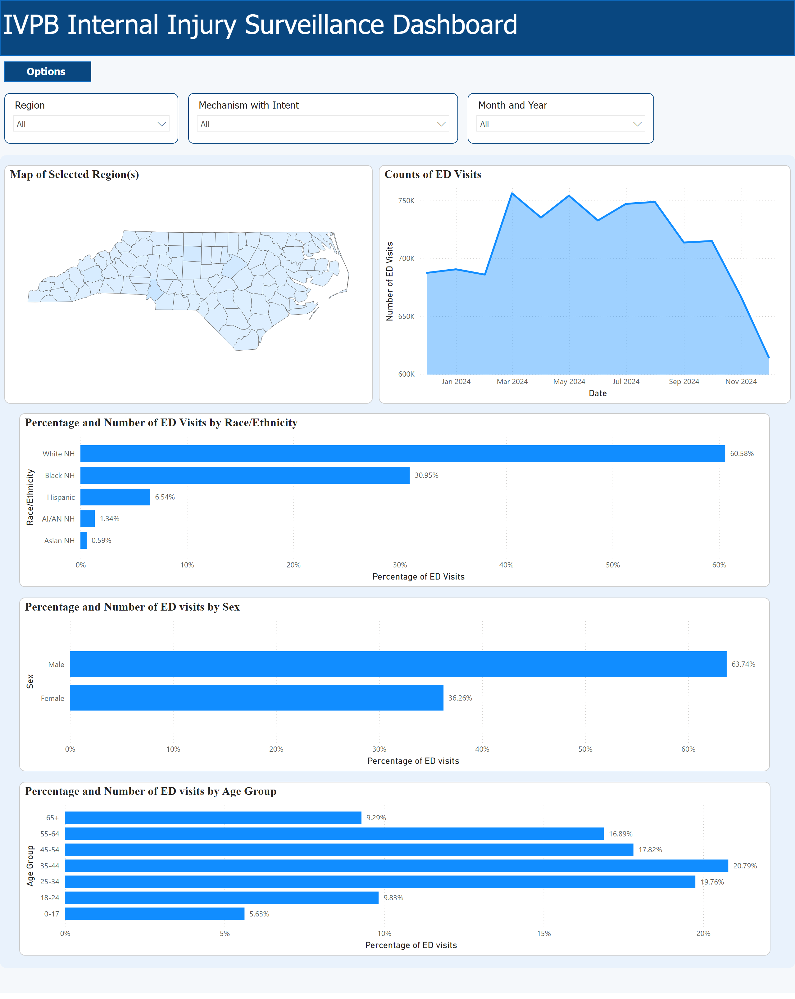 IVPB Internal Injury Surveillance Dashboard
Options
Region
All
Mechanism with Intent
All
Month and Year
All
Map of Selected Region(s)
Counts of ED Visits
Number of ED Visits
750K
700K
650K
600K
Jan 2024 Mar 2024 May 2024 Jul 2024 Sep 2024 Nov 2024
Date
Percentage and Number of ED Visits by Race/Ethnicity
Race/Ethnicity
White NH 60.58%
Black NH 30.95%
Hispanic 6.54%
AI/AN NH 1.34%
Asian NH 0.59%
0% 10% 20% 30% 40% 50% 60%
Percentage of ED Visits
Percentage and Number of ED visits by Sex
Sex
Male 63.74%
Female 36.26%
0% 10% 20% 30% 40% 50% 60%
Percentage of ED visits
Percentage and Number of ED visits by Age Group
Age Group
65+ 9.29%
55-64 16.89%
45-54 17.82%
35-44 20.79%
25-34 19.76%
18-24 9.83%
0-17 5.63%
0% 5% 10% 15% 20%
Percentage of ED visits